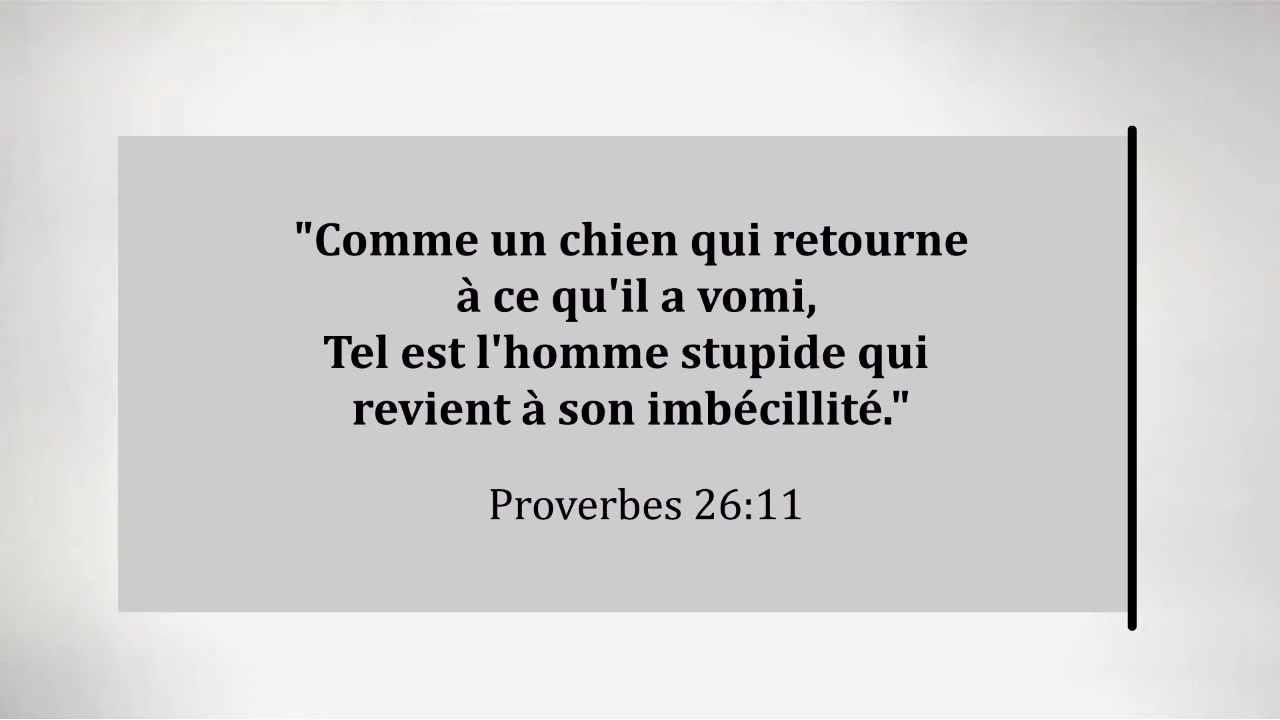 "Comme un chien qui retourne
à ce qu'il a vomi,
Tel est l'homme stupide qui
revient à son imbécillité."
Proverbes 26:11